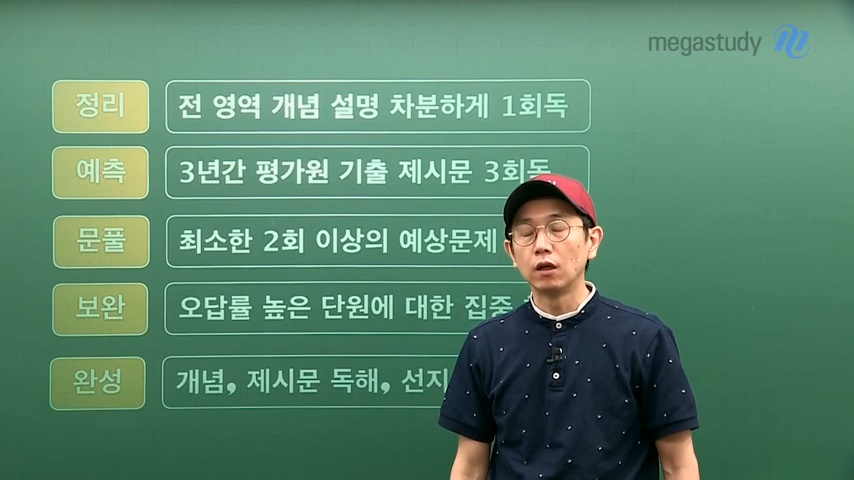 megastudy
정리 전 영역 개념 설명 차분하게 1회독
예측 3년간 평가원 기출 제시문 3회독
문풀 최소한 2회 이상의 예상문제
보완 오답률 높은 단원에 대한 집중
완성 개념, 제시문 독해, 선지